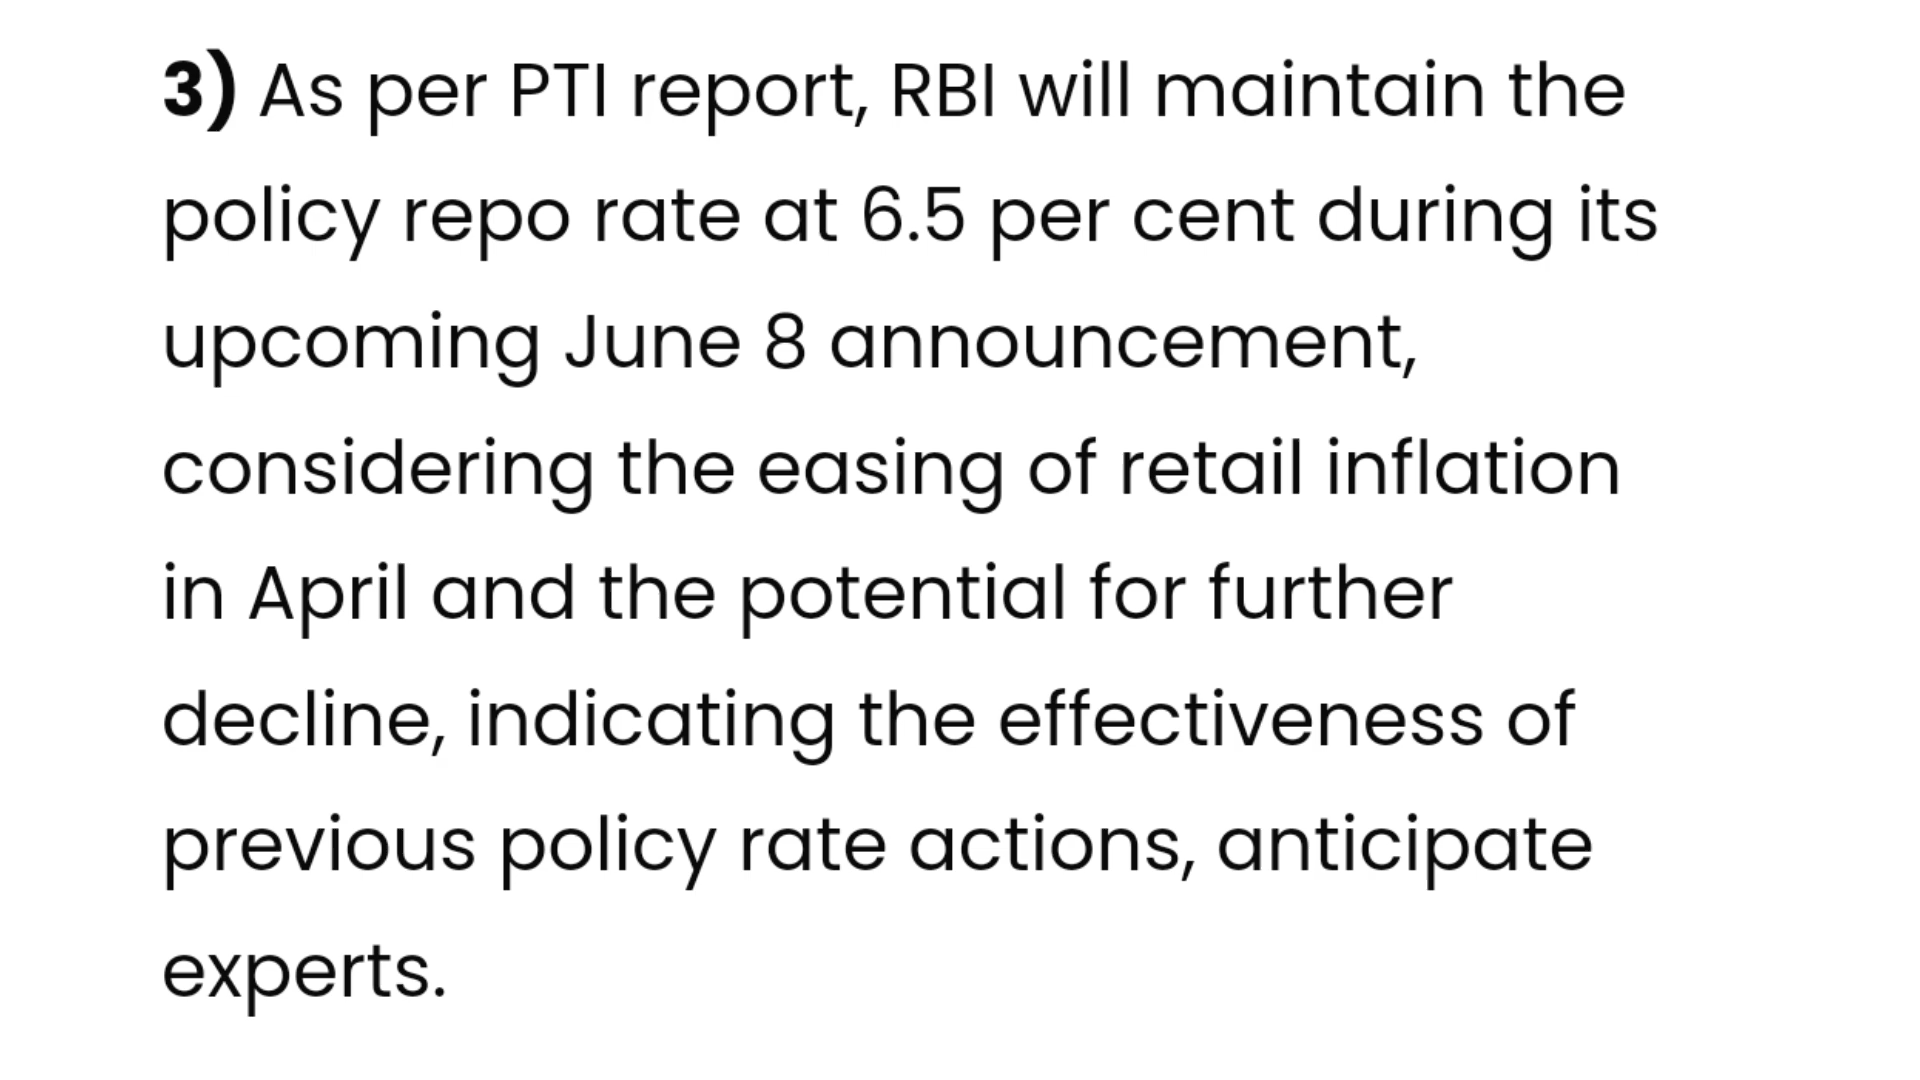 3) As per PTI report, RBI will maintain the
policy repo rate at 6.5 per cent during its
upcoming June 8 announcement,
considering the easing of retail inflation
in April and the potential for further
decline, indicating the effectiveness of
previous policy rate actions, anticipate
experts.